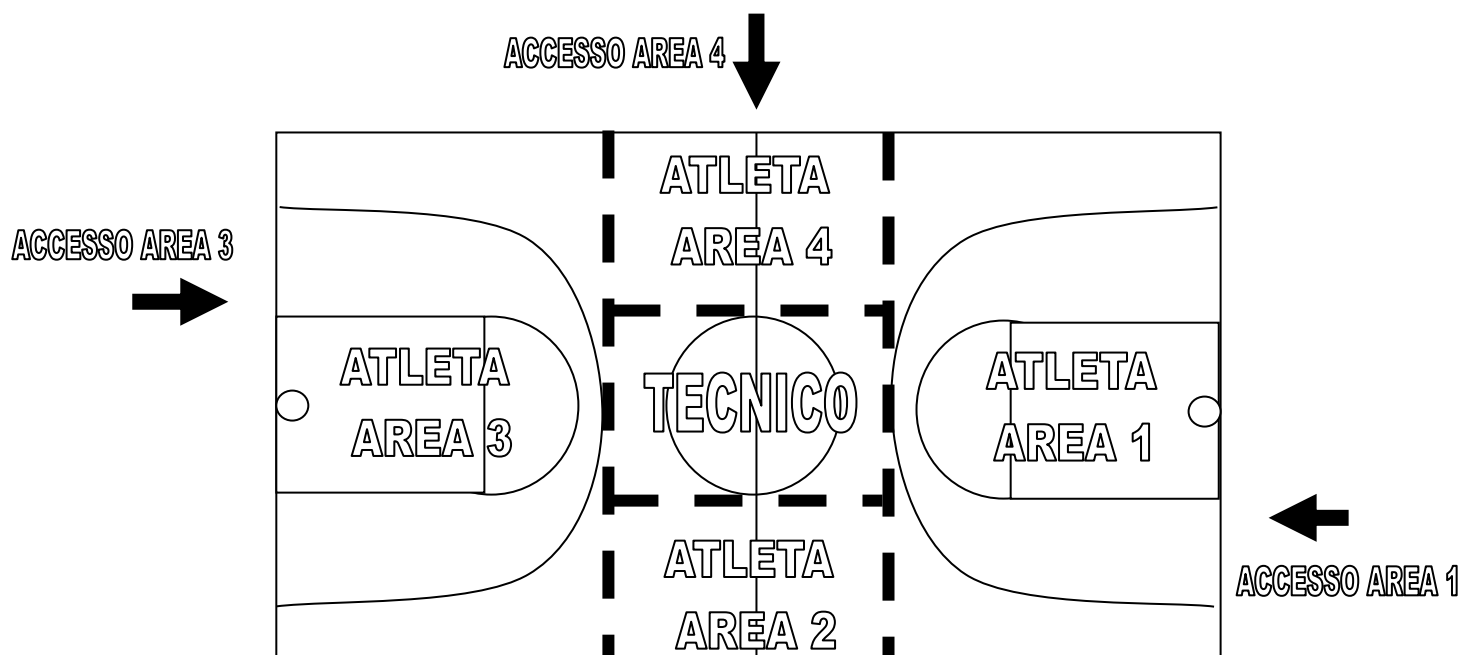 ACCESSO AREA 4
ATLETA
AREA 4
ACCESSO AREA 3
ATLETA
AREA 3
TECNICO
ATLETA
AREA 1
ATLETA
AREA 2
ACCESSO AREA 1